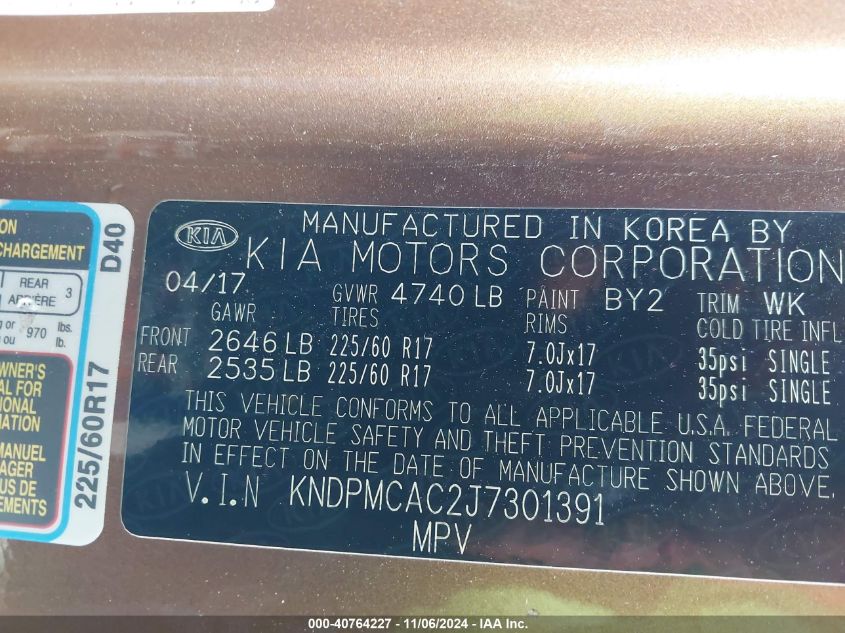 MANUFACTURED IN KOREA BY
KIA KIA MOTORS CORPORATION
04/17 GVWR 4740 LB PAINT BY2 TRIM WK
GAWR TIRES RIMS COLD TIRE INFL
FRONT 2646 LB 225/60 R17 7.0Jx17 35psi SINGLE
REAR 2535 LB 225/60 R17 7.0Jx17 35psi SINGLE
THIS VEHICLE CONFORMS TO ALL APPLICABLE U.S.A. FEDERAL
MOTOR VEHICLE SAFETY AND THEFT PREVENTION STANDARDS
IN EFFECT ON THE DATE OF MANUFACTURE SHOWN ABOVE.
V.I.N KNDPMCAC2J7301391
MPV
ON
CHARGEMENT
REAR 3
ARRIÈRE
or 970 lbs.
ou lb.
WNER'S
AL FOR
IONAL
MATION
MANUEL
AGER
US DE
CES
D40
225/60R17
000-40764227 - 11/06/2024 - IAA Inc.